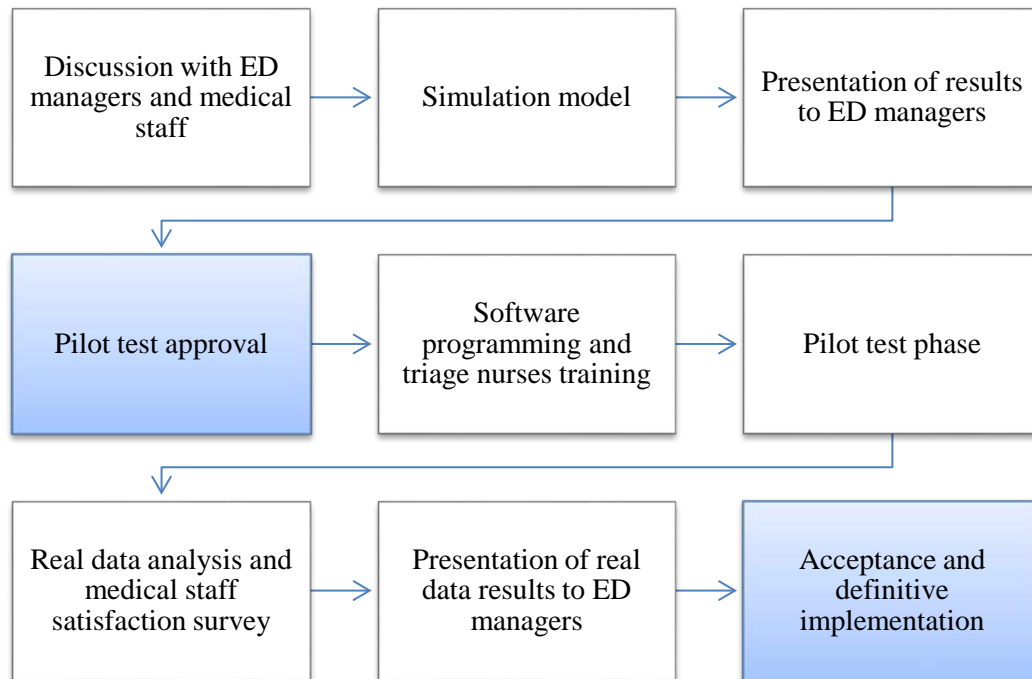 Discussion with ED
managers and medical
staff
Simulation model
Presentation of results
to ED managers
Pilot test approval
Software
programming and
triage nurses training
Pilot test phase
Real data analysis and
medical staff
satisfaction survey
Presentation of real
data results to ED
managers
Acceptance and
definitive
implementation